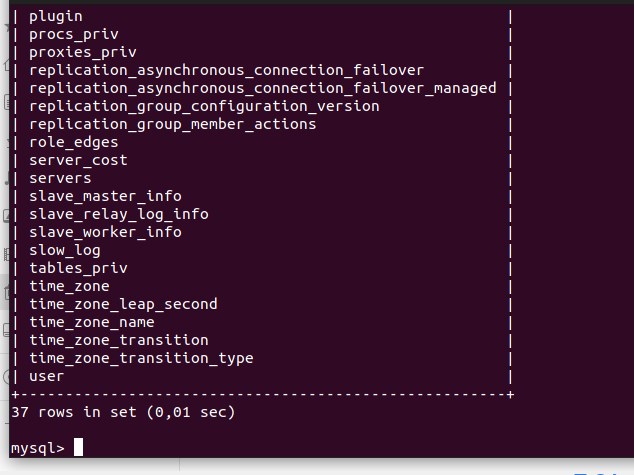 | plugin |
| procs_priv |
| proxies_priv |
| replication_asynchronous_connection_failover |
| replication_asynchronous_connection_failover_managed |
| replication_group_configuration_version |
| replication_group_member_actions |
| role_edges |
| server_cost |
| servers |
| slave_master_info |
| slave_relay_log_info |
| slave_worker_info |
| slow_log |
| tables_priv |
| time_zone |
| time_zone_leap_second |
| time_zone_name |
| time_zone_transition |
| time_zone_transition_type |
| user |
+------------------------------------------------------+
37 rows in set (0,01 sec)
mysql>